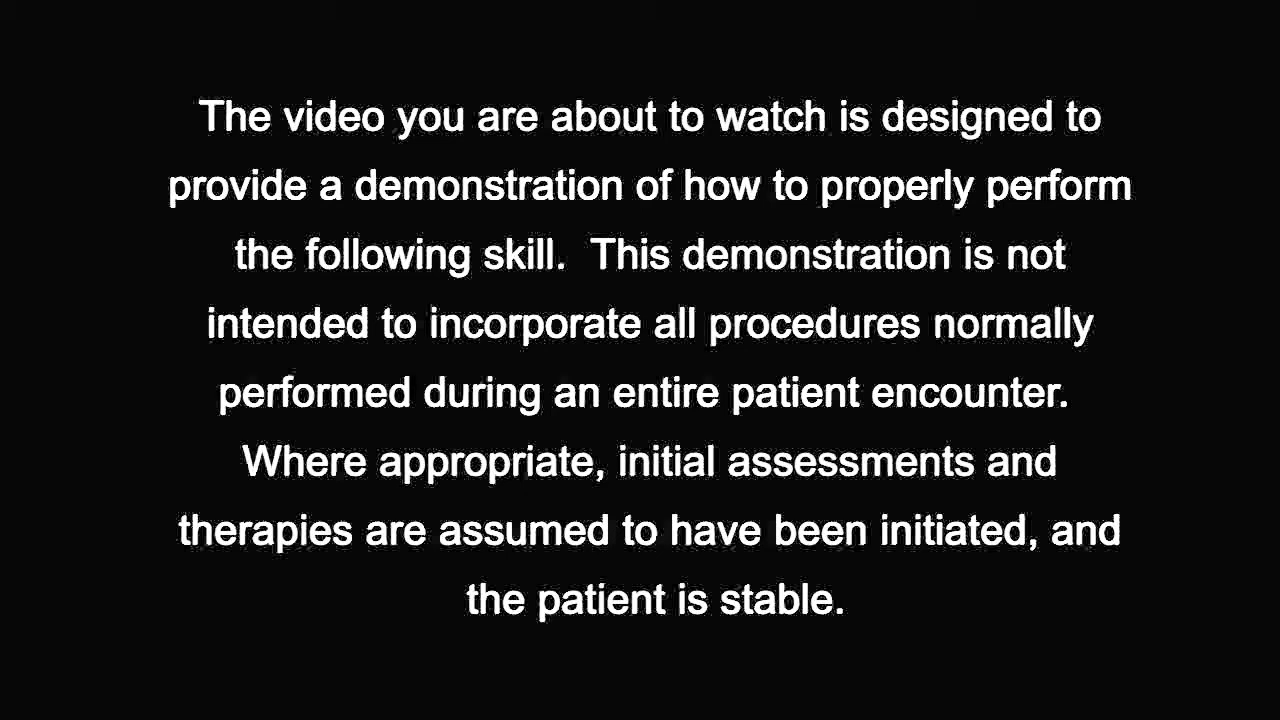 The video you are about to watch is designed to
provide a demonstration of how to properly perform
the following skill.  This demonstration is not
intended to incorporate all procedures normally
performed during an entire patient encounter.
Where appropriate, initial assessments and
therapies are assumed to have been initiated, and
the patient is stable.